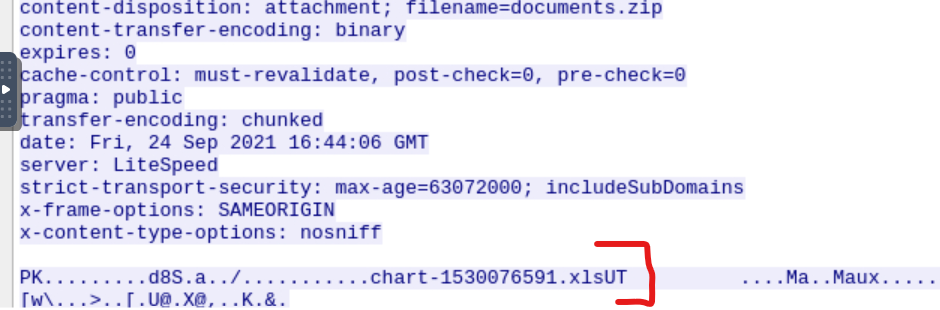 content-disposition: attachment; filename=documents.zip
content-transfer-encoding: binary
expires: 0
cache-control: must-revalidate, post-check=0, pre-check=0
pragma: public
transfer-encoding: chunked
date: Fri, 24 Sep 2021 16:44:06 GMT
server: LiteSpeed
strict-transport-security: max-age=63072000; includeSubDomains
x-frame-options: SAMEORIGIN
x-content-type-options: nosniff
PK.........d8S.a../...........chart-1530076591.xlsUT ....Ma..Maux.....
[w\...>..[.U@.X@,..K.&.